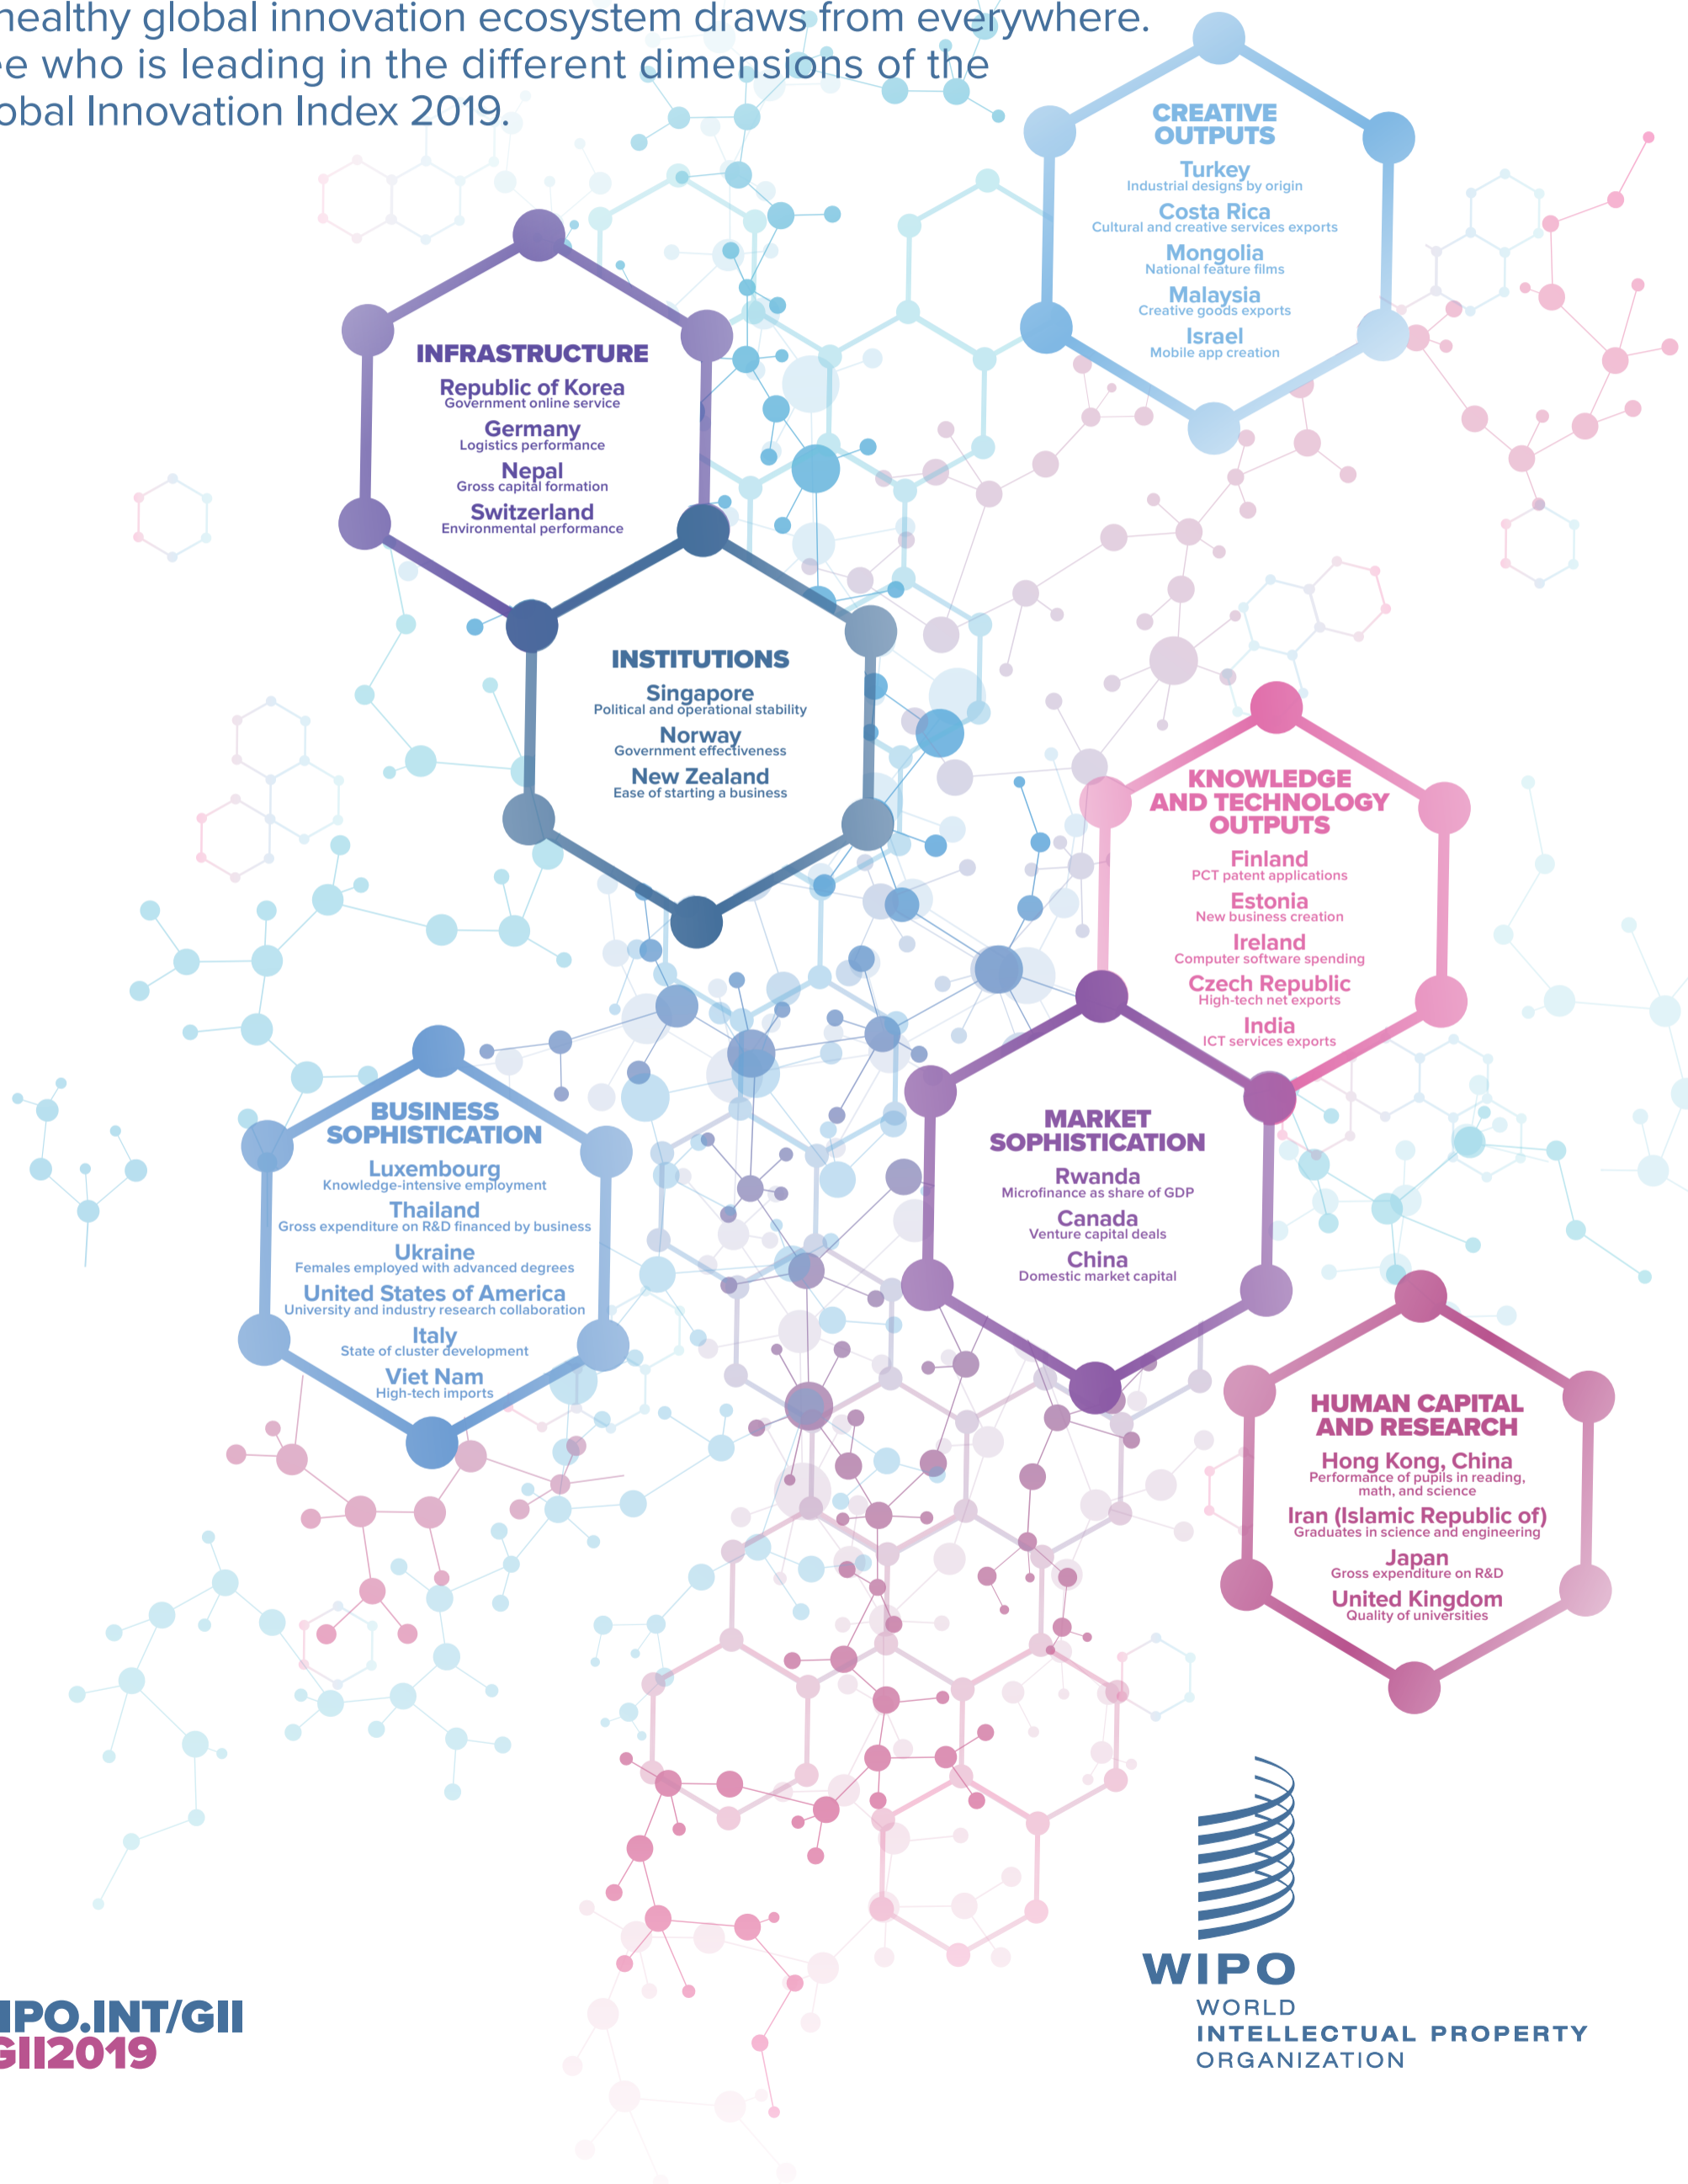 healthy global innovation ecosystem draws from everywhere.
e who is leading in the different dimensions of the
obal Innovation Index 2019.
CREATIVE
OUTPUTS
Turkey
Industrial designs by origin
Costa Rica
Cultural and creative services exports
Mongolia
National feature films
Malaysia
Creative goods exports
Israel
Mobile app creation
INFRASTRUCTURE
Republic of Korea
Government online service
Germany
Logistics performance
Nepal
Gross capital formation
Switzerland
Environmental performance
INSTITUTIONS
Singapore
Political and operational stability
Norway
Government effectiveness
New Zealand
Ease of starting a business
KNOWLEDGE
AND TECHNOLOGY
OUTPUTS
Finland
PCT patent applications
Estonia
New business creation
Ireland
Computer software spending
Czech Republic
High-tech net exports
India
ICT services exports
BUSINESS
SOPHISTICATION
Luxembourg
Knowledge-intensive employment
Thailand
Gross expenditure on R&D financed by business
Ukraine
Females employed with advanced degrees
United States of America
University and industry research collaboration
Italy
State of cluster development
Viet Nam
High-tech imports
MARKET
SOPHISTICATION
Rwanda
Microfinance as share of GDP
Canada
Venture capital deals
China
Domestic market capital
HUMAN CAPITAL
AND RESEARCH
Hong Kong, China
Performance of pupils in reading,
math, and science
Iran (Islamic Republic of)
Graduates in science and engineering
Japan
Gross expenditure on R&D
United Kingdom
Quality of universities
IPO.INT/GII
GII2019
WIPO
WORLD
INTELLECTUAL PROPERTY
ORGANIZATION